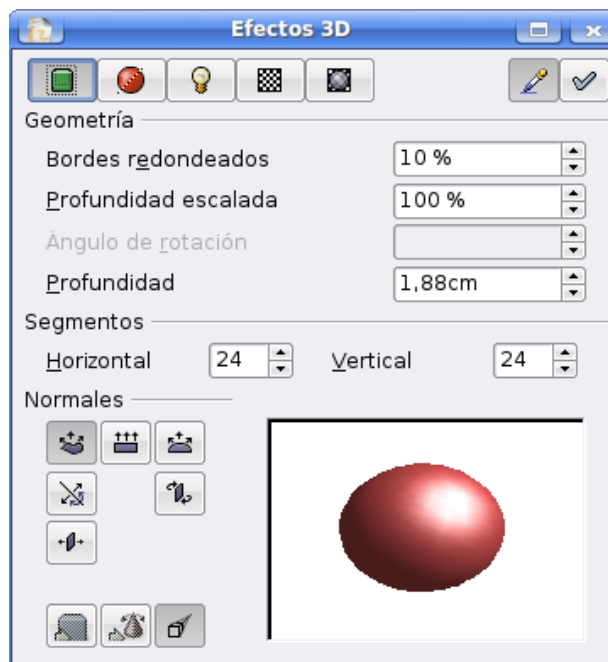 Efectos 3D
Geometría
Bordes redondeados 10 %
Profundidad escalada 100 %
Ángulo de rotación
Profundidad 1,88cm
Segmentos
Horizontal 24 Vertical 24
Normales